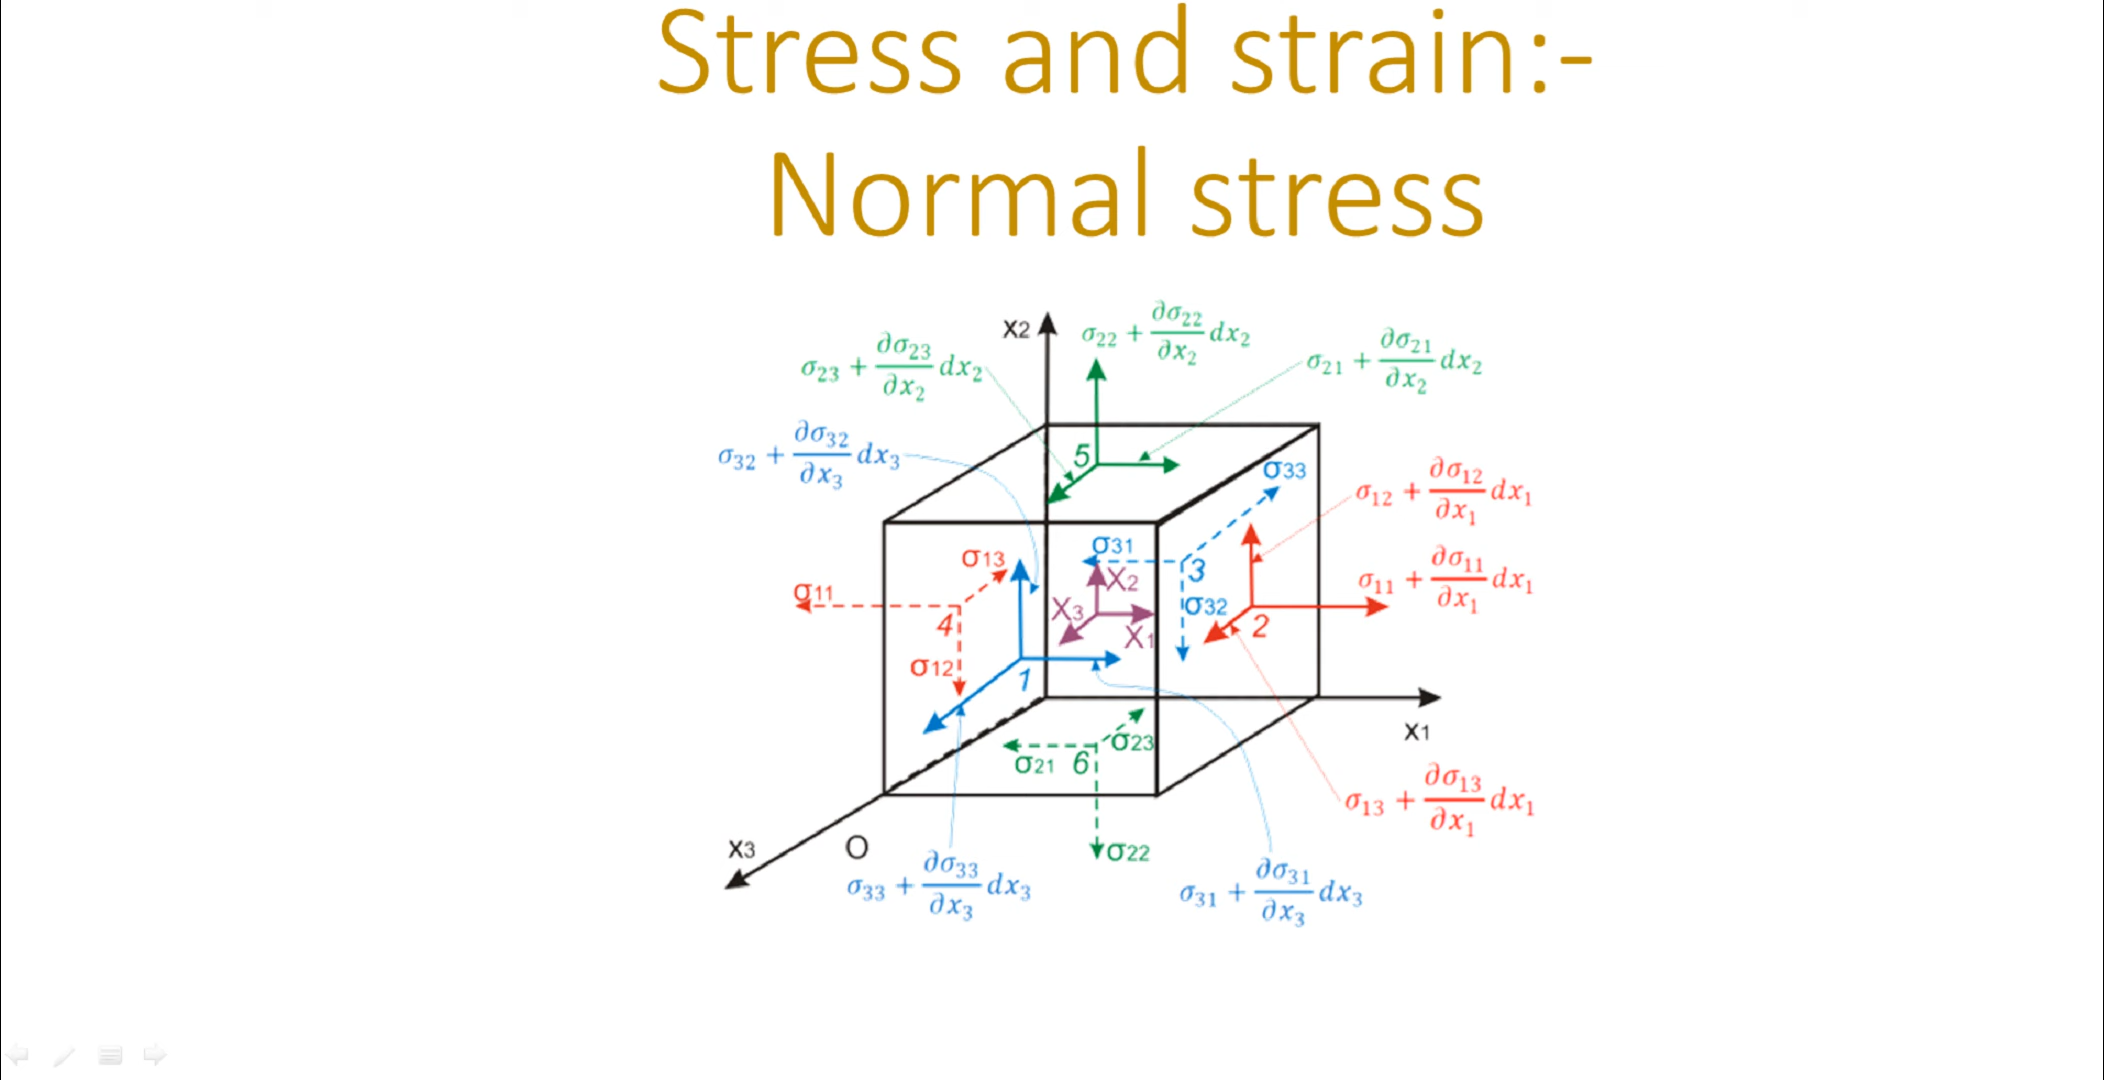 Stress and strain:-
Normal stress
X2
σ22 + ∂σ22/∂x2 dx2
σ23 + ∂σ23/∂x2 dx2
σ21 + ∂σ21/∂x2 dx2
σ32 + ∂σ32/∂x3 dx3
5
σ33
σ12 + ∂σ12/∂x1 dx1
σ13
σ31
3
X2
σ11 + ∂σ11/∂x1 dx1
σ11
4
X3
σ32
2
X1
σ12
1
X1
σ23
σ21
6
σ13 + ∂σ13/∂x1 dx1
X3
O
σ22
σ33 + ∂σ33/∂x3 dx3
σ31 + ∂σ31/∂x3 dx3